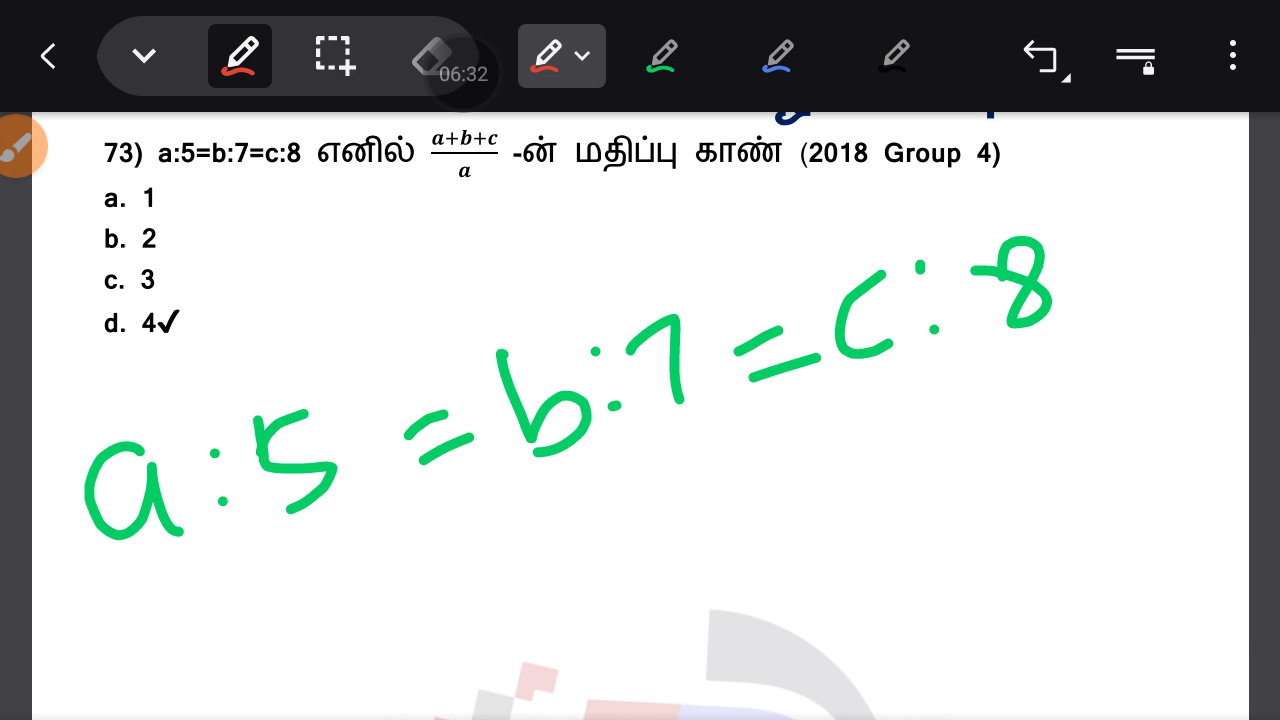 06:32
73) a:5=b:7=c:8 எனில் a+b+c/a -ன் மதிப்பு காண் (2018 Group 4)
a. 1
b. 2
c. 3
d. 4✓
a : 5 = b : 7 = c : 8